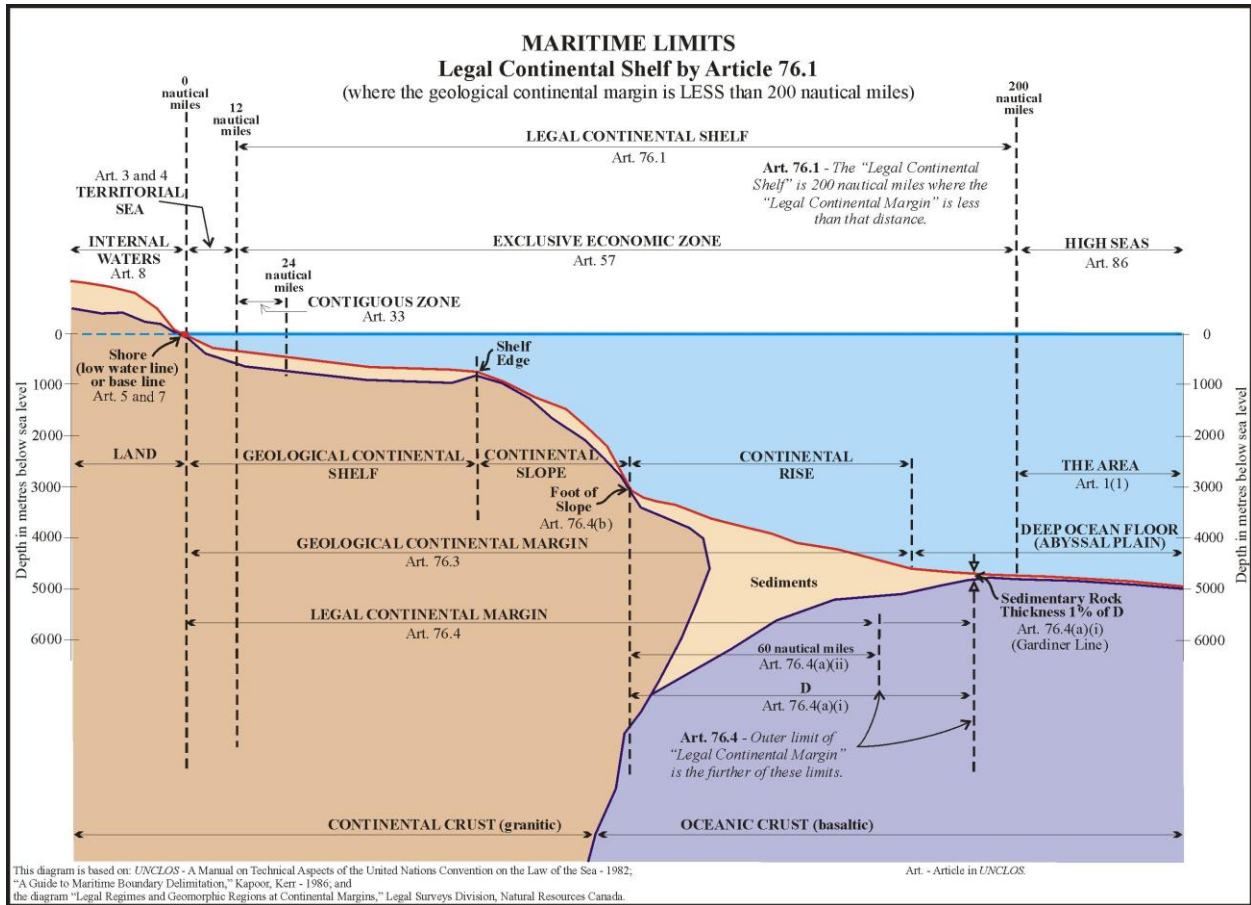 MARITIME LIMITS
Legal Continental Shelf by Article 76.1
(where the geological continental margin is LESS than 200 nautical miles)
0
nautical
miles
12
nautical
miles
200
nautical
miles
LEGAL CONTINENTAL SHELF
Art. 76.1
Art. 76.1 - The “Legal Continental
Shelf” is 200 nautical miles where the
“Legal Continental Margin” is less
than that distance.
Art. 3 and 4
TERRITORIAL
SEA
INTERNAL
WATERS
Art. 8
EXCLUSIVE ECONOMIC ZONE
Art. 57
HIGH SEAS
Art. 86
24
nautical
miles
CONTIGUOUS ZONE
Art. 33
Depth in metres below sea level
0
1000
2000
3000
4000
5000
6000
Shore
(low water line)
or base line
Art. 5 and 7
Shelf
Edge
LAND
GEOLOGICAL CONTINENTAL
SHELF
CONTINENTAL
SLOPE
CONTINENTAL
RISE
THE AREA
Art. 1(1)
Foot of
Slope
Art. 76.4(b)
DEEP OCEAN FLOOR
(ABYSSAL PLAIN)
GEOLOGICAL CONTINENTAL MARGIN
Art. 76.3
Sediments
Sedimentary Rock
Thickness 1% of D
Art. 76.4(a)(i)
(Gardiner Line)
LEGAL CONTINENTAL MARGIN
Art. 76.4
60 nautical miles
Art. 76.4(a)(ii)
D
Art. 76.4(a)(i)
Art. 76.4 - Outer limit of
“Legal Continental Margin”
is the further of these limits.
CONTINENTAL CRUST (granitic)
OCEANIC CRUST (basaltic)
0
1000
2000
3000
4000
5000
6000
Depth in metres below sea level
This diagram is based on: UNCLOS - A Manual on Technical Aspects of the United Nations Convention on the Law of the Sea - 1982;
“A Guide to Maritime Boundary Delimitation,” Kapoor, Kerr - 1986; and
the diagram “Legal Regimes and Geomorphic Regions at Continental Margins,” Legal Surveys Division, Natural Resources Canada.
Art. - Article in UNCLOS.